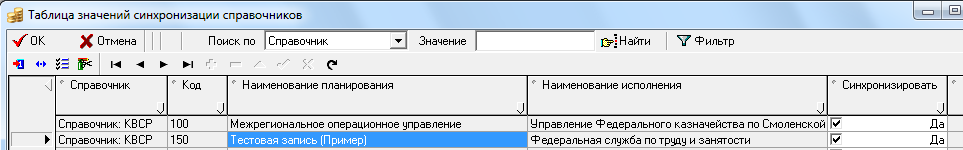 Таблица значений синхронизации справочников
OK Отмена Поиск по Справочник Значение Найти Фильтр
Справочник Код Наименование планирования Наименование исполнения Синхронизировать
Справочник: КВСР 100 Межрегиональное операционное управление Управление Федерального казначейства по Смоленской Да
Справочник: КВСР 150 Тестовая запись (Пример) Федеральная служба по труду и занятости Да